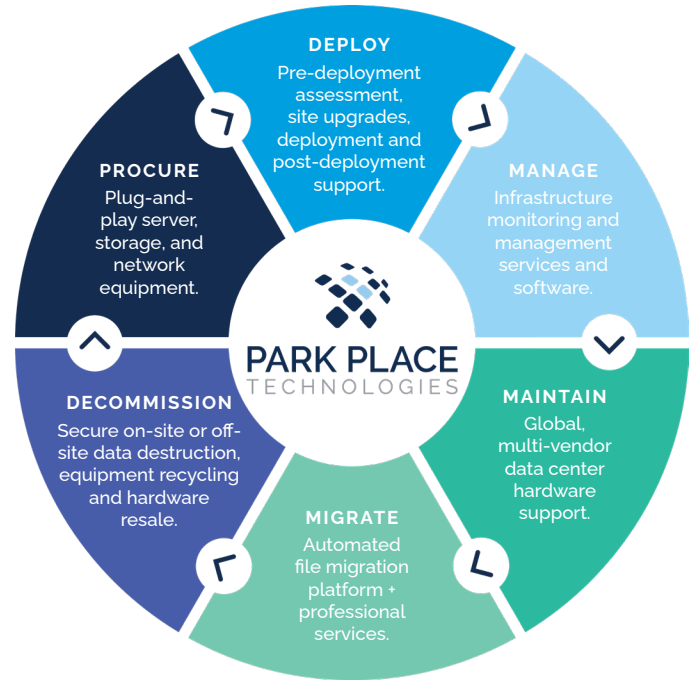 DEPLOY
Pre-deployment
assessment,
site upgrades,
deployment and
post-deployment
support.
MANAGE
Infrastructure
monitoring and
management
services and
software.
MAINTAIN
Global,
multi-vendor
data center
hardware
support.
MIGRATE
Automated
file migration
platform +
professional
services.
DECOMMISSION
Secure on-site or off-
site data destruction,
equipment recycling
and hardware
resale.
PROCURE
Plug-and-
play server,
storage, and
network
equipment.
PARK PLACE
TECHNOLOGIES